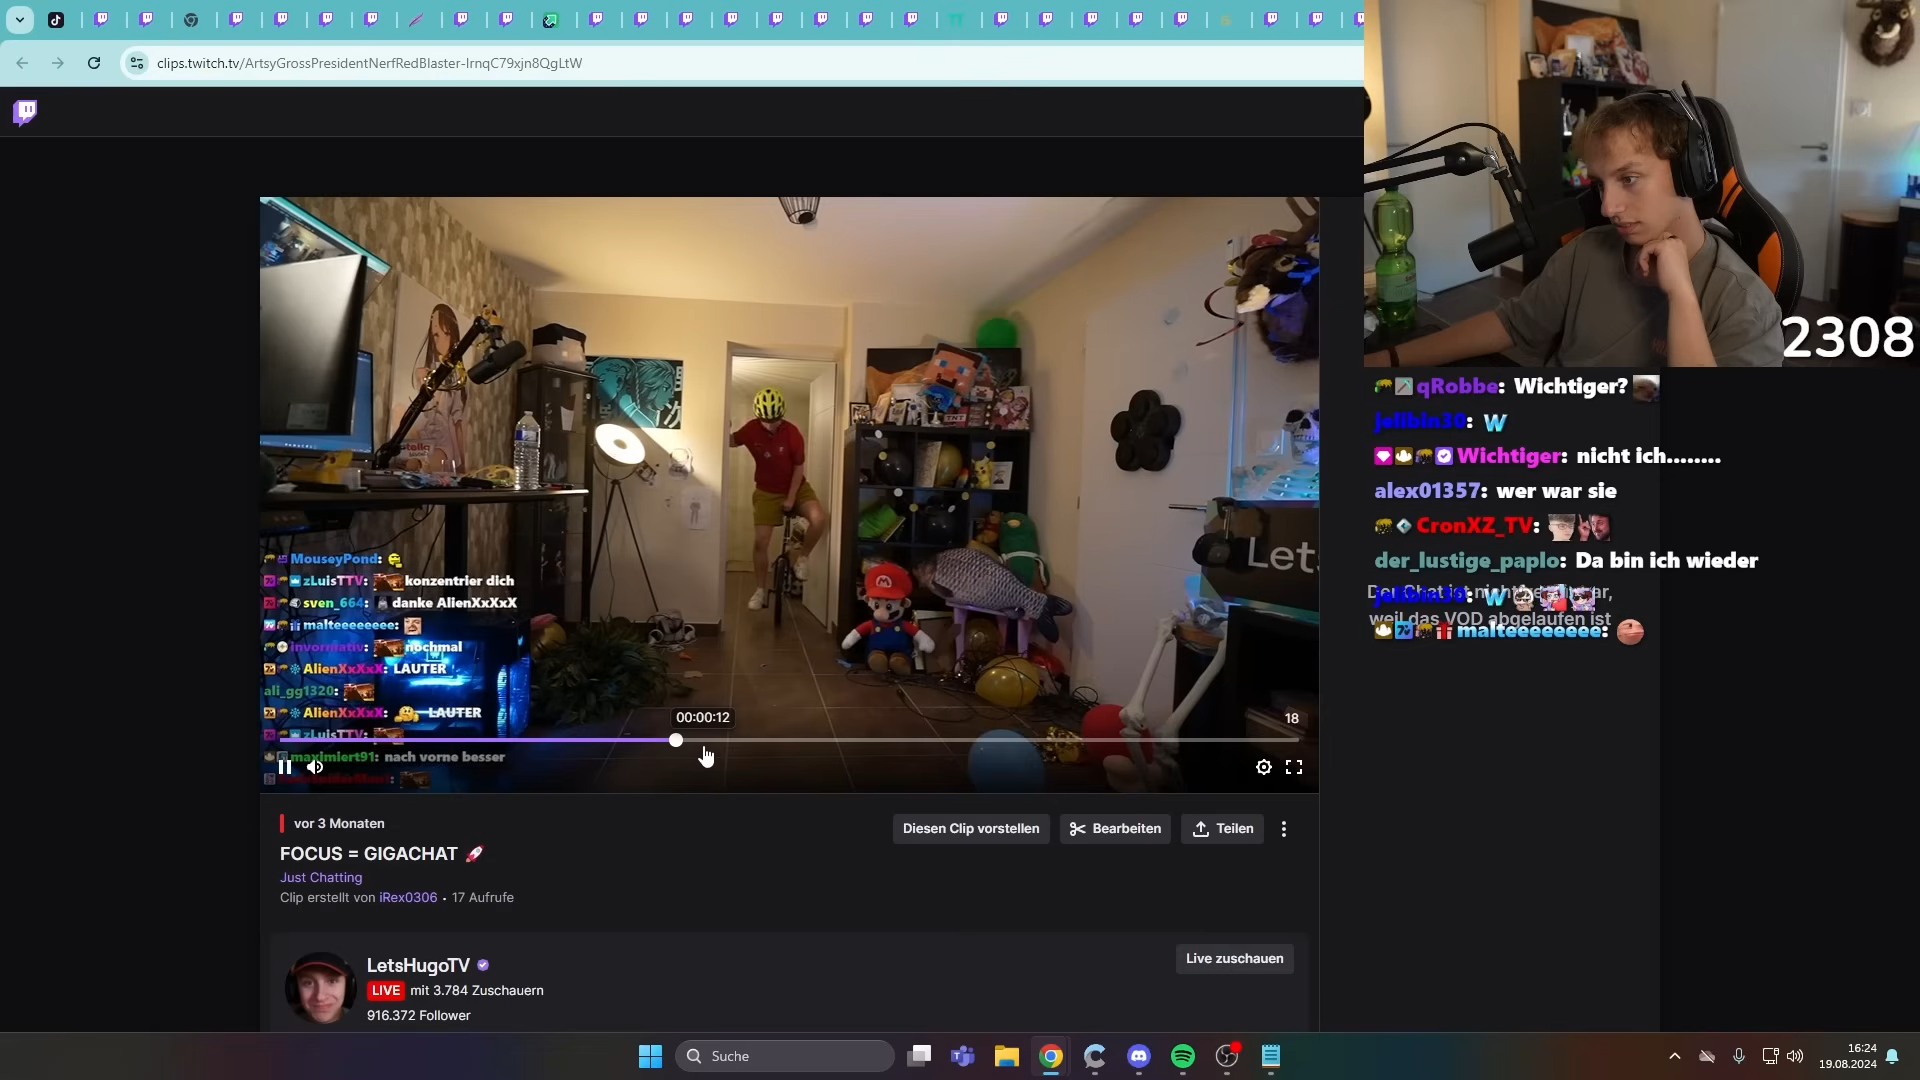 clips.twitch.tv/ArtsyGrossPresidentNerfRedBlaster-IrnqC79xjn8QgLtW
2308
qRobbe: Wichtiger?
jellbin30: W
Wichtiger: nicht ich........
alex01357: wer war sie
CronXZ_TV:
der_lustige_paplo: Da bin ich wieder
jellbin30: W
weil das VOD abgelaufen ist
malteeeeeeee:
Let
MouseyPond:
zLuisTTV: konzentrier dich
sven_664: danke AlienXxXxX
malteeeeeeee:
invormativ: nochmal
AlienXxXxX: LAUTER
ali_gg1320:
AlienXxXxX: LAUTER
zLuisTTV:
maximiert91: nach vorne besser
00:00:12
18
vor 3 Monaten
Diesen Clip vorstellen
Bearbeiten
Teilen
FOCUS = GIGACHAT 🚀
Just Chatting
Clip erstellt von iRex0306 • 17 Aufrufe
LetsHugoTV
Live zuschauen
LIVE mit 3.784 Zuschauern
916.372 Follower
Suche
16:24
19.08.2024